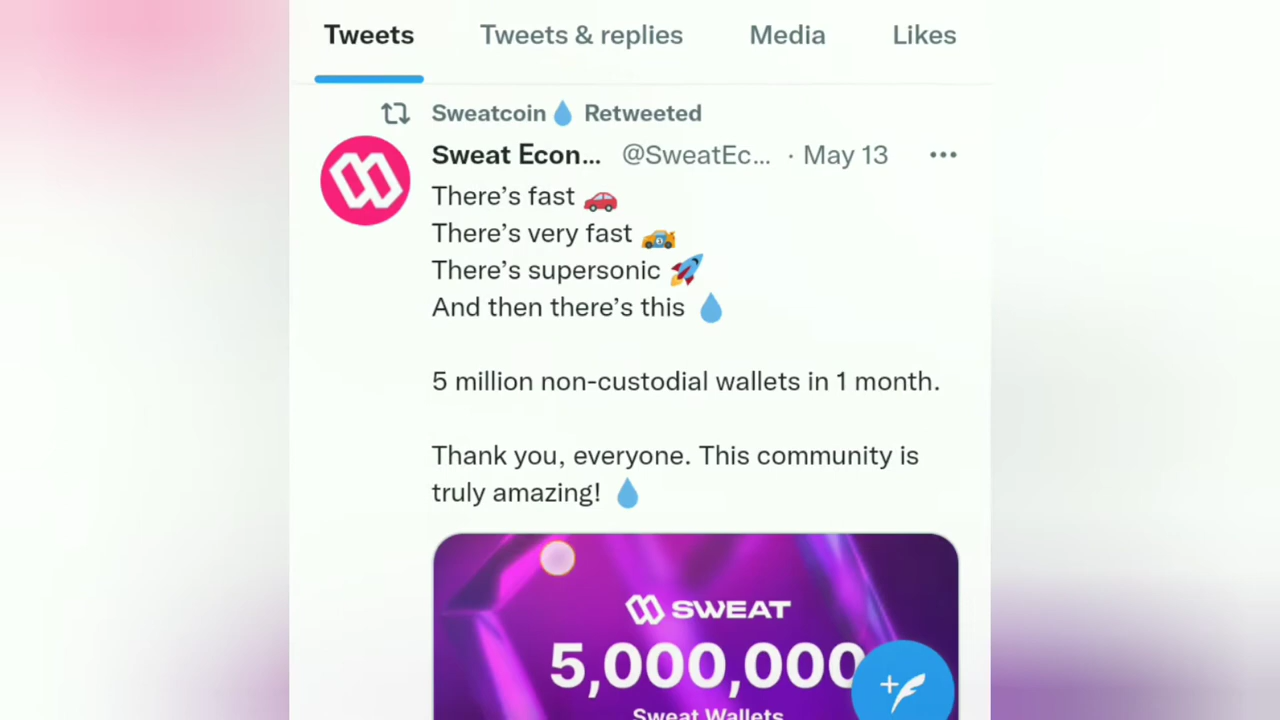 Tweets Tweets & replies Media Likes
Sweatcoin💧 Retweeted
Sweat Econ... @SweatEc... · May 13
There’s fast 🚗
There’s very fast 🏎️
There’s supersonic 🚀
And then there’s this 💧
5 million non-custodial wallets in 1 month.
Thank you, everyone. This community is
truly amazing! 💧
SWEAT
5,000,000
Sweat Wallets